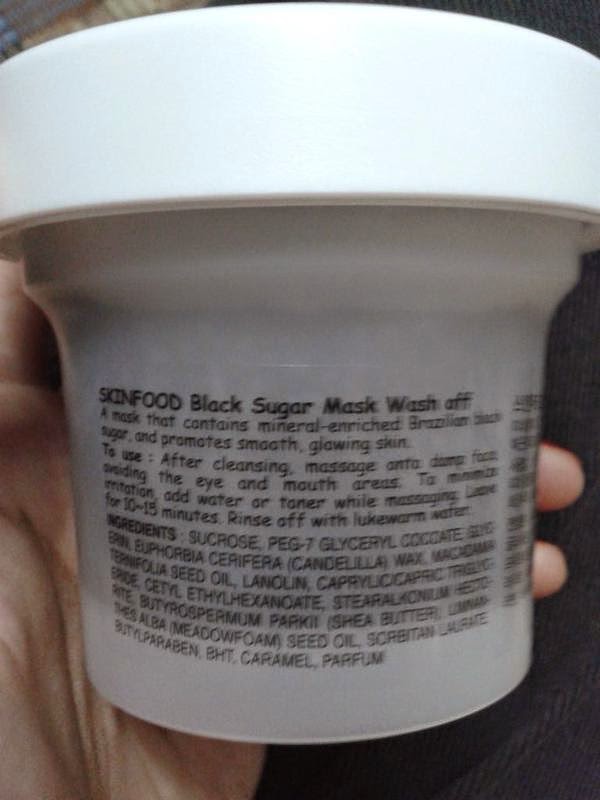 SKINFOOD Black Sugar Mask Wash off
A mask that contains mineral-enriched Brazilian black
sugar, and promotes smooth, glowing skin.
To use : After cleansing, massage onto damp face,
avoiding the eye and mouth areas. To minimize
irritation, add water or toner while massaging. Leave
for 10~15 minutes. Rinse off with lukewarm water.
INGREDIENTS : SUCROSE, PEG-7 GLYCERYL COCOATE, GLYC-
ERIN, EUPHORBIA CERIFERA (CANDELILLA) WAX, MACADAMIA
TERNIFOLIA SEED OIL, LANOLIN, CAPRYLIC/CAPRIC TRIGLYC-
ERIDE, CETYL ETHYLHEXANOATE, STEARALKONIUM HECTO-
RITE, BUTYROSPERMUM PARKII (SHEA BUTTER), LIMNAN-
THES ALBA (MEADOWFOAM) SEED OIL, SORBITAN LAURATE,
BUTYLPARABEN, BHT, CARAMEL, PARFUM